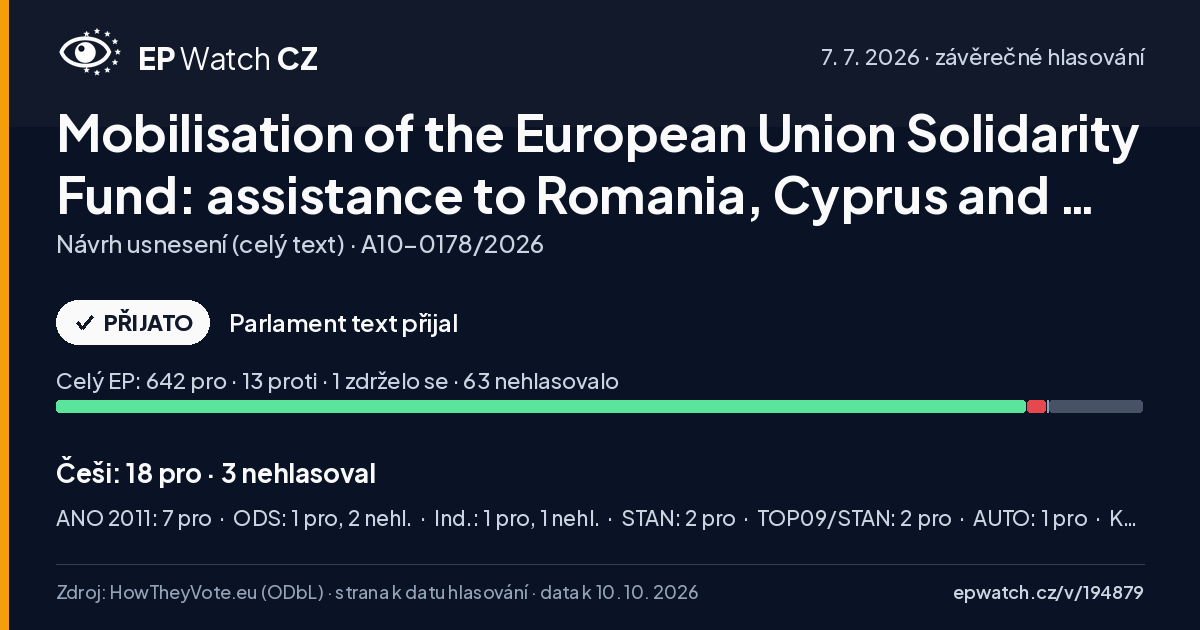 EP Watch CZ
7. 7. 2026 · závěrečné hlasování
Mobilisation of the European Union Solidarity
Fund: assistance to Romania, Cyprus and …
Návrh usnesení (celý text) · A10-0178/2026
✓ PŘIJATO
Parlament text přijal
Celý EP: 642 pro · 13 proti · 1 zdrželo se · 63 nehlasovalo
Češi: 18 pro · 3 nehlasoval
ANO 2011: 7 pro · ODS: 1 pro, 2 nehl. · Ind.: 1 pro, 1 nehl. · STAN: 2 pro · TOP09/STAN: 2 pro · AUTO: 1 pro · K…
Zdroj: HowTheyVote.eu (ODbL) · strana k datu hlasování · data k 10. 10. 2026
epwatch.cz/v/194879